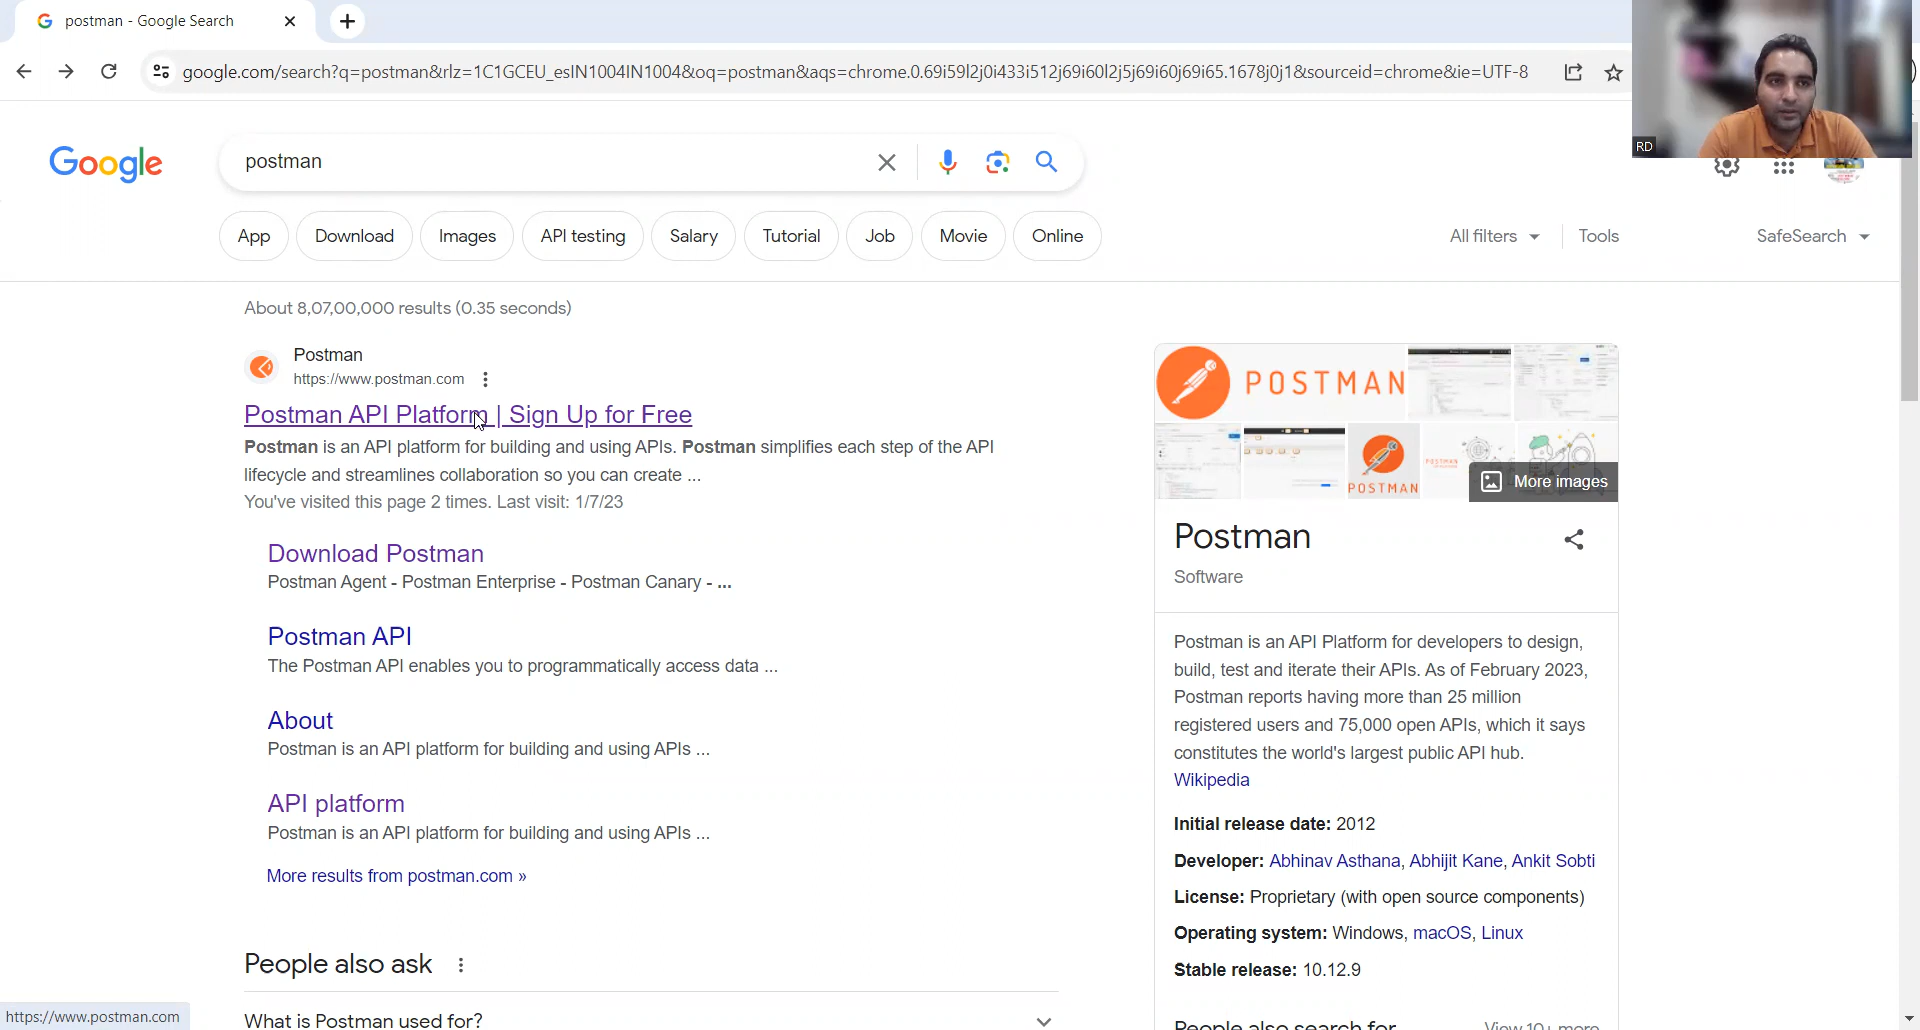 postman - Google Search
google.com/search?q=postman&rlz=1C1GCEU_esIN1004IN1004&oq=postman&aqs=chrome.0.69i59l2j0i433i512j69i60l2j5j69i60j69i65.1678j0j1&sourceid=chrome&ie=UTF-8
RD
Google
postman
App
Download
Images
API testing
Salary
Tutorial
Job
Movie
Online
All filters
Tools
SafeSearch
About 8,07,00,000 results (0.35 seconds)
Postman
https://www.postman.com
Postman API Platform | Sign Up for Free
Postman is an API platform for building and using APIs. Postman simplifies each step of the API
lifecycle and streamlines collaboration so you can create ...
You've visited this page 2 times. Last visit: 1/7/23
Download Postman
Postman Agent - Postman Enterprise - Postman Canary - ...
Postman API
The Postman API enables you to programmatically access data ...
About
Postman is an API platform for building and using APIs ...
API platform
Postman is an API platform for building and using APIs ...
More results from postman.com »
People also ask
What is Postman used for?
https://www.postman.com
POSTMAN
POSTMAN
More images
Postman
Software
Postman is an API Platform for developers to design,
build, test and iterate their APIs. As of February 2023,
Postman reports having more than 25 million
registered users and 75,000 open APIs, which it says
constitutes the world's largest public API hub.
Wikipedia
Initial release date: 2012
Developer: Abhinav Asthana, Abhijit Kane, Ankit Sobti
License: Proprietary (with open source components)
Operating system: Windows, macOS, Linux
Stable release: 10.12.9
People also search for
View 10+ more